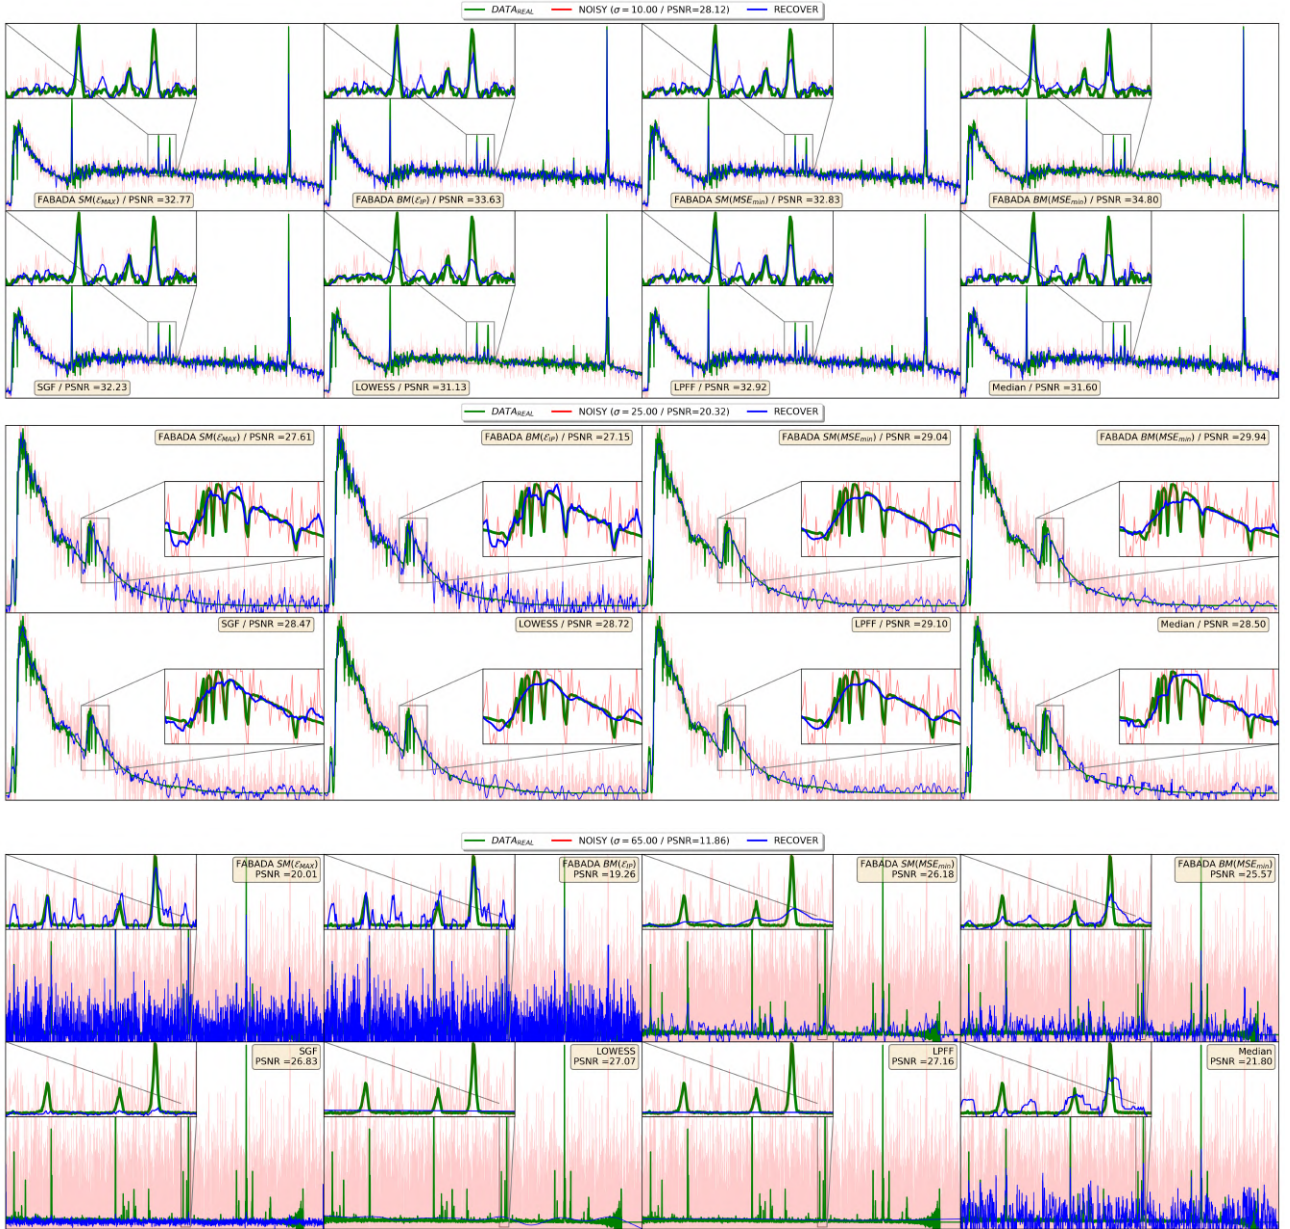 DATA_REAL NOISY (σ = 10.00 / PSNR=28.12) RECOVER
FABADA SM(ℰ_MAX) / PSNR =32.77
FABADA BM(ℰ_IP) / PSNR =33.63
FABADA SM(MSE_min) / PSNR =32.83
FABADA BM(MSE_min) / PSNR =34.80
SGF / PSNR =32.23
LOWESS / PSNR =31.13
LPFF / PSNR =32.92
Median / PSNR =31.60
DATA_REAL NOISY (σ = 25.00 / PSNR=20.32) RECOVER
FABADA SM(ℰ_MAX) / PSNR =27.61
FABADA BM(ℰ_IP) / PSNR =27.15
FABADA SM(MSE_min) / PSNR =29.04
FABADA BM(MSE_min) / PSNR =29.94
SGF / PSNR =28.47
LOWESS / PSNR =28.72
LPFF / PSNR =29.10
Median / PSNR =28.50
DATA_REAL NOISY (σ = 65.00 / PSNR=11.86) RECOVER
FABADA SM(ℰ_MAX)
PSNR =20.01
FABADA BM(ℰ_IP)
PSNR =19.26
FABADA SM(MSE_min)
PSNR =26.18
FABADA BM(MSE_min)
PSNR =25.57
SGF
PSNR =26.83
LOWESS
PSNR =27.07
LPFF
PSNR =27.16
Median
PSNR =21.80